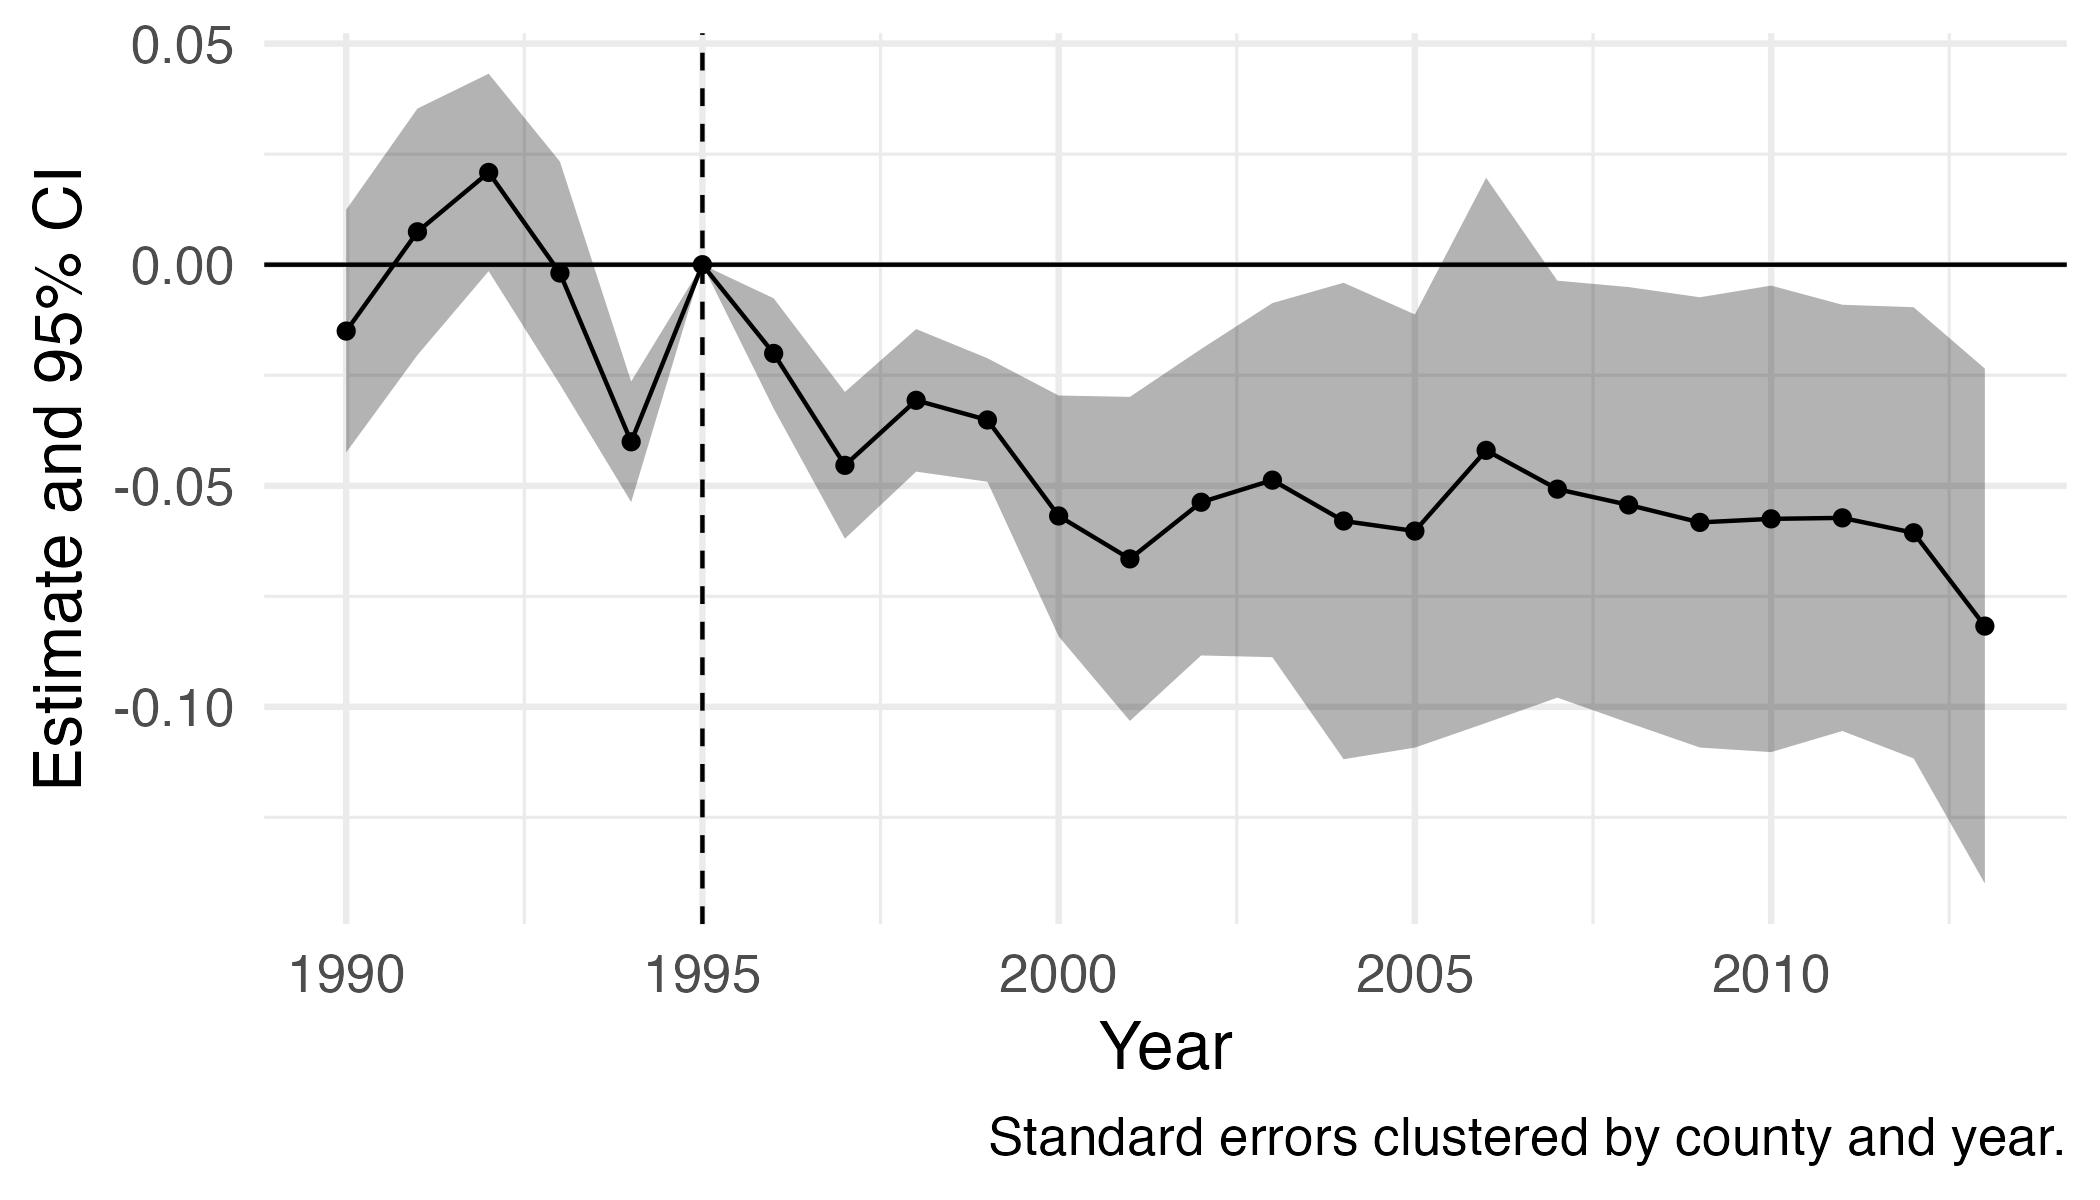 Estimate and 95% CI
0.05
0.00
-0.05
-0.10
1990 1995 2000 2005 2010
Year
Standard errors clustered by county and year.